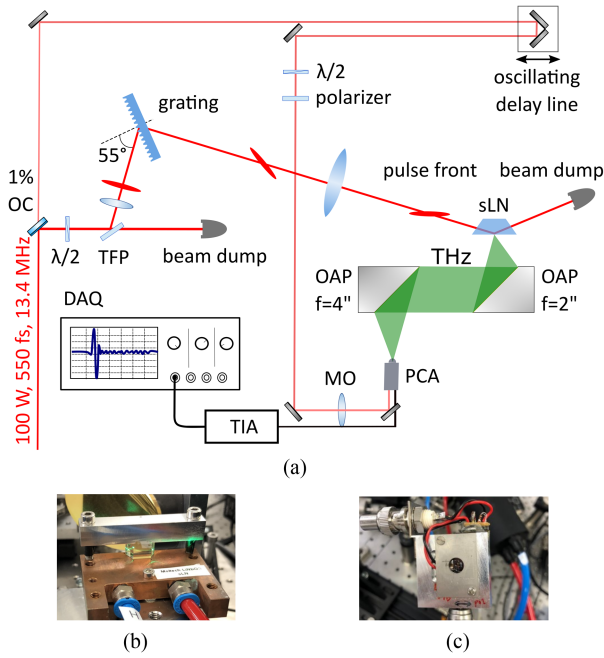 (a)
grating
λ/2
polarizer
oscillating
delay line
55°
pulse front
beam dump
1%
OC
sLN
λ/2
TFP
beam dump
THz
OAP
f=4"
OAP
f=2"
DAQ
100 W, 550 fs, 13.4 MHz
MO
PCA
TIA
(a)
(b)
(c)